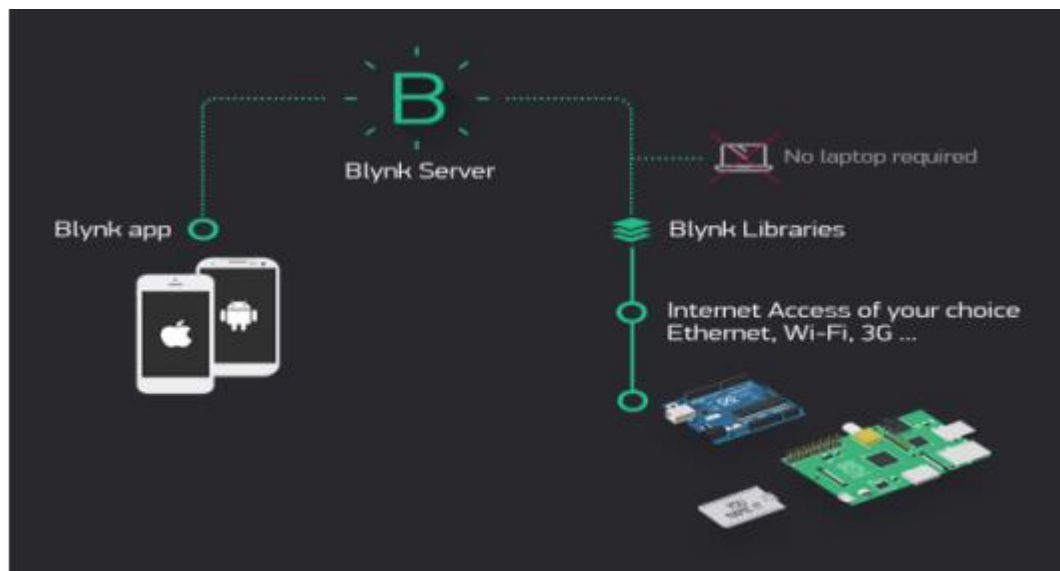 B
Blynk Server
No laptop required
Blynk app
Blynk Libraries
Internet Access of your choice
Ethernet, Wi-Fi, 3G ...